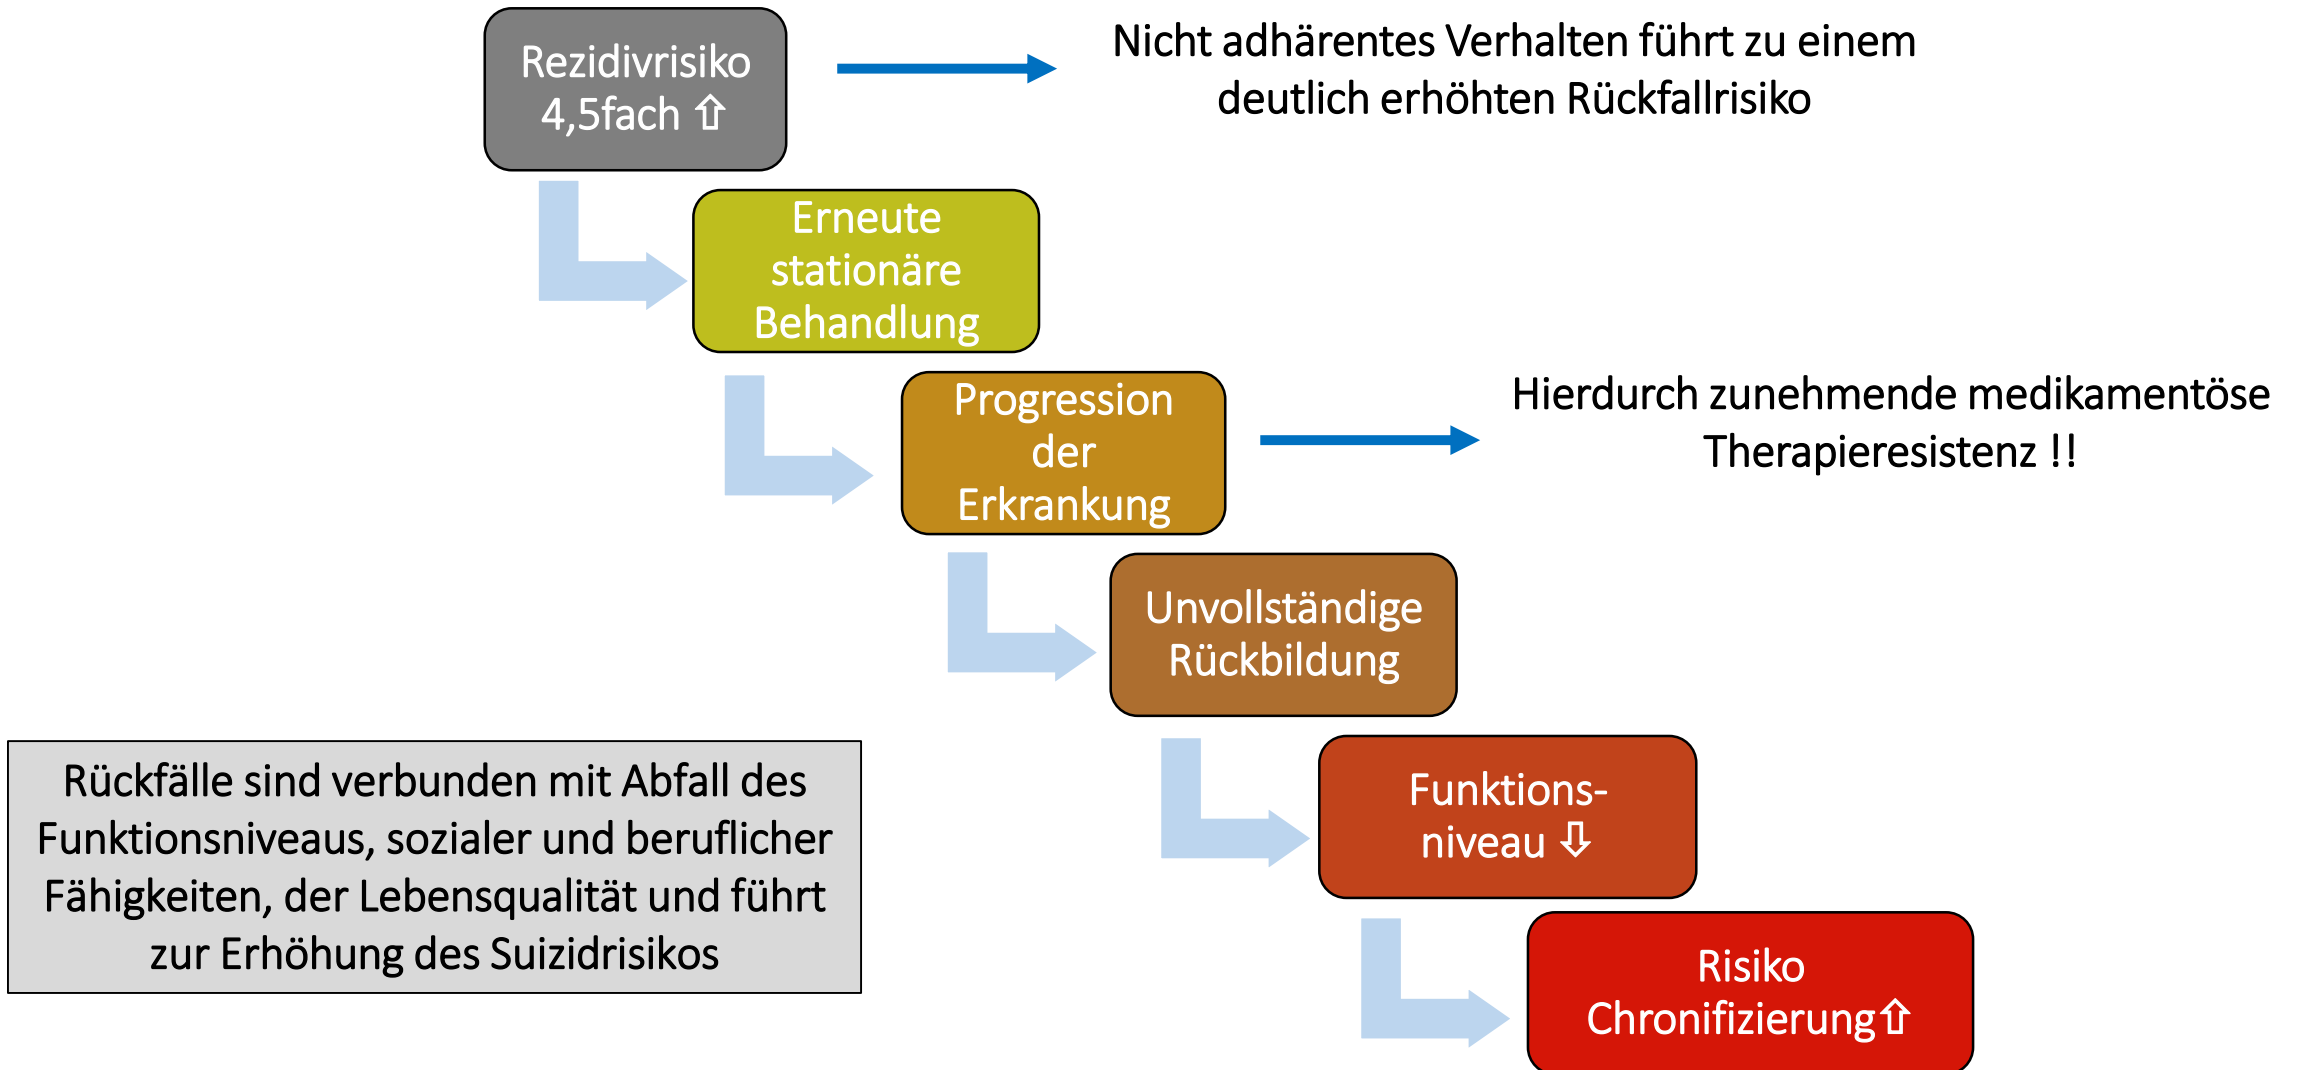 Rezidivrisiko
4,5fach ⇧
Nicht adhärentes Verhalten führt zu einem
deutlich erhöhten Rückfallrisiko
Erneute
stationäre
Behandlung
Progression
der
Erkrankung
Hierdurch zunehmende medikamentöse
Therapieresistenz !!
Unvollständige
Rückbildung
Funktions-
niveau ⇩
Rückfälle sind verbunden mit Abfall des
Funktionsniveaus, sozialer und beruflicher
Fähigkeiten, der Lebensqualität und führt
zur Erhöhung des Suizidrisikos
Risiko
Chronifizierung⇧